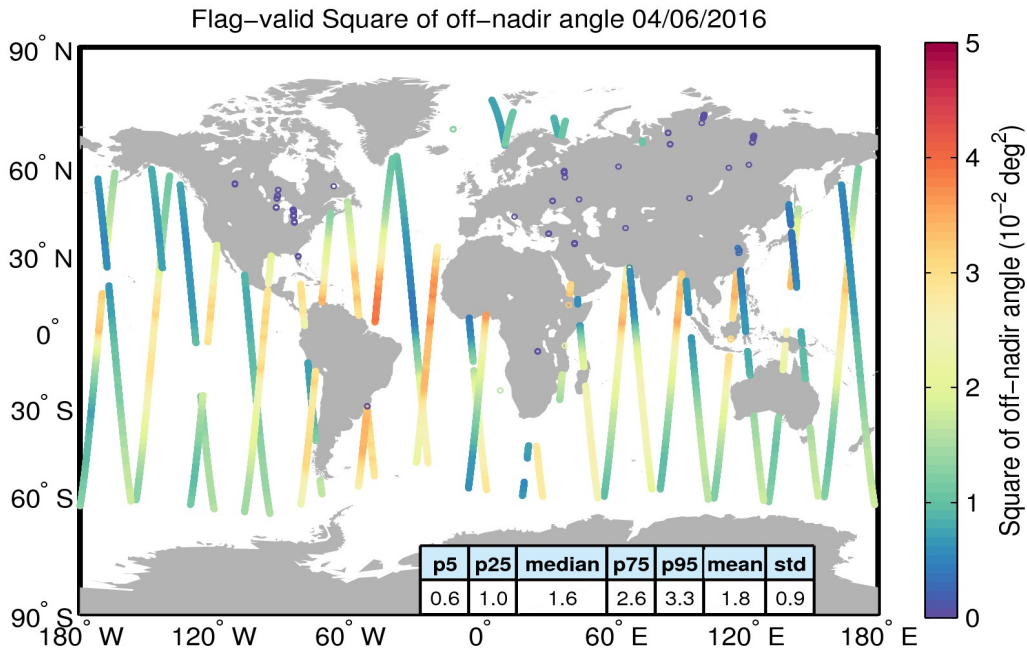 Flag−valid Square of off−nadir angle 04/06/2016
90° N
60° N
30° N
0°
30° S
60° S
90° S
180° W
120° W
60° W
0°
60° E
120° E
180° E
p5 p25 median p75 p95 mean std
0.6 1.0 1.6 2.6 3.3 1.8 0.9
5
4
3
2
1
0
Square of off−nadir angle (10⁻² deg²)